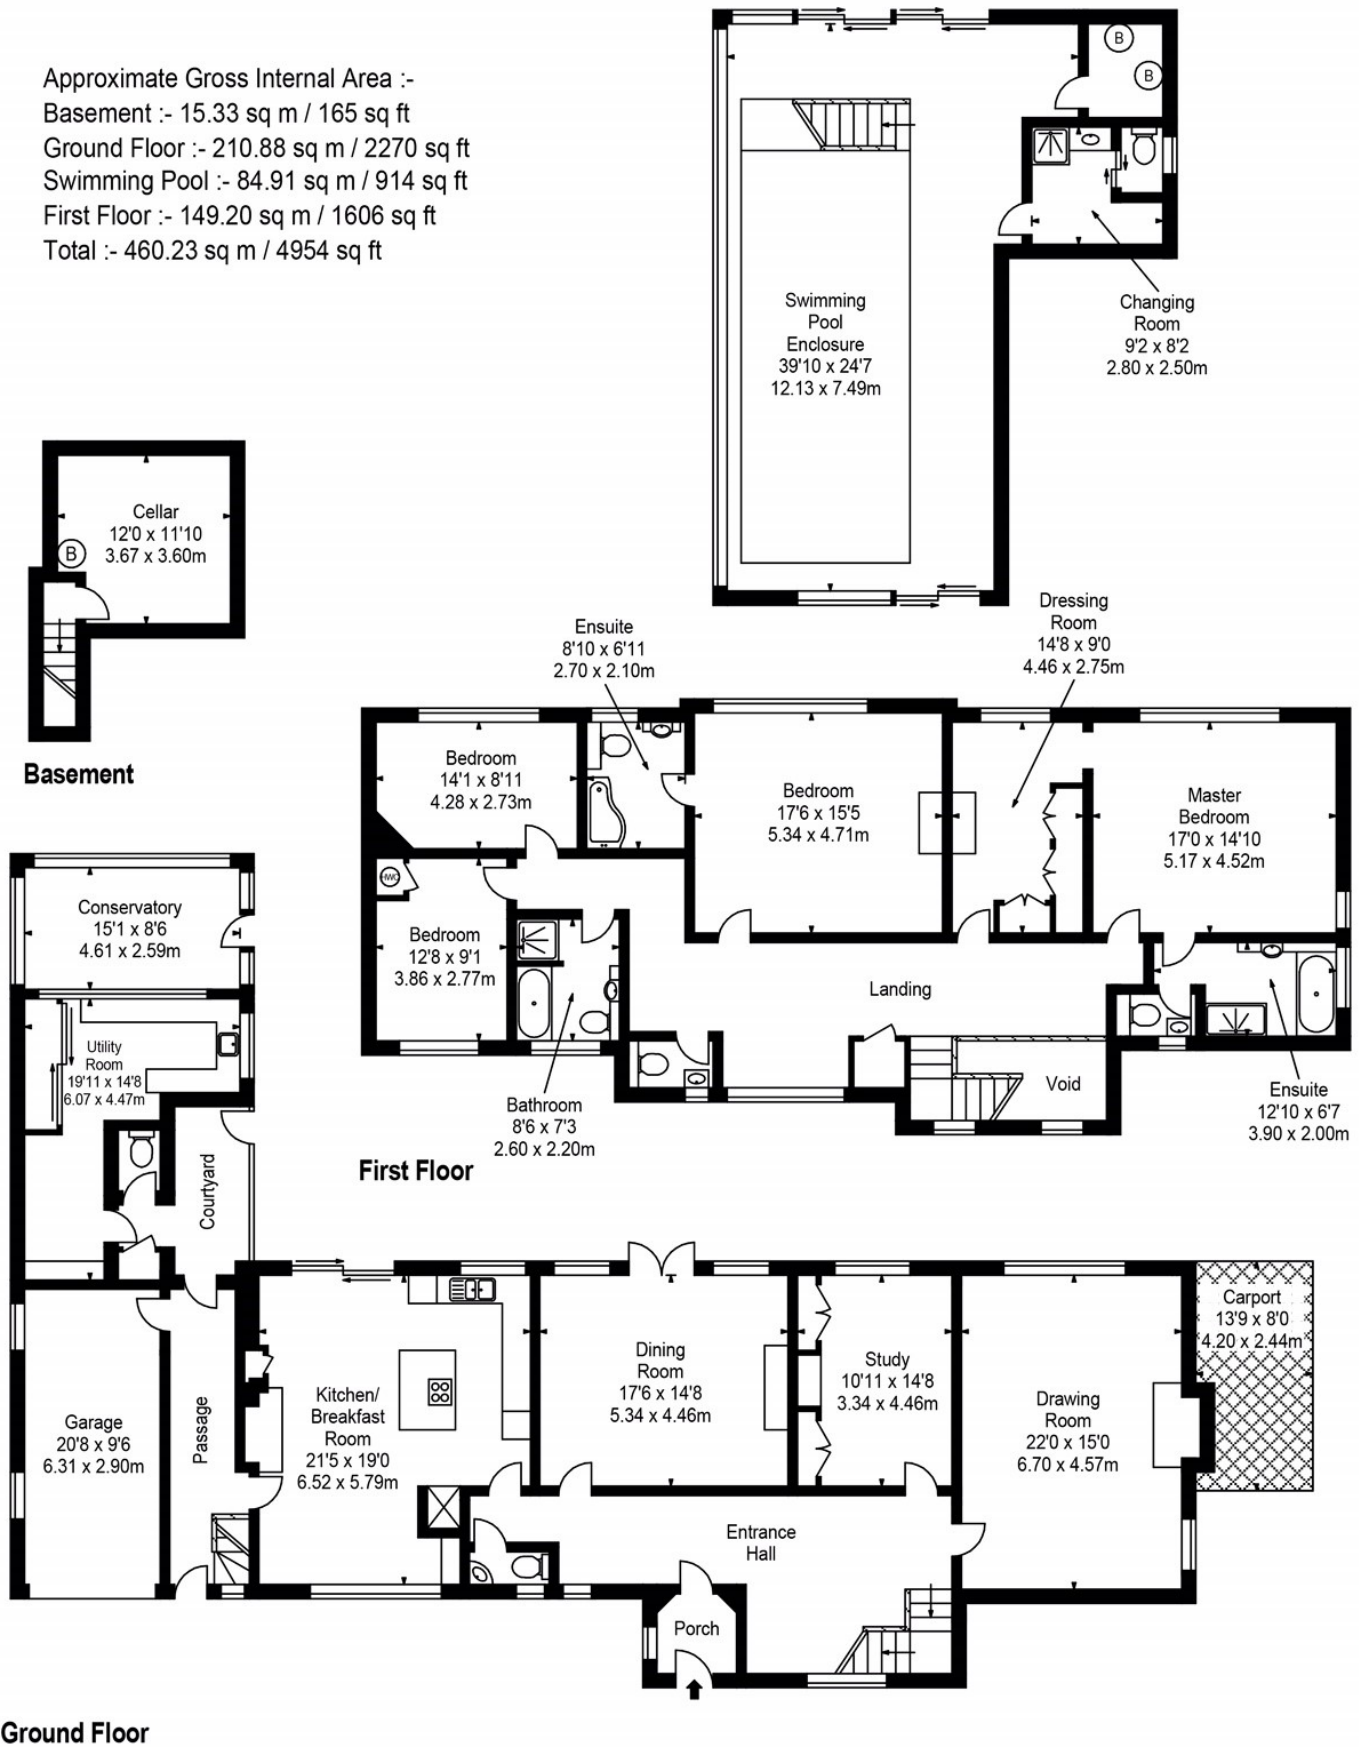 Approximate Gross Internal Area :-
Basement :- 15.33 sq m / 165 sq ft
Ground Floor :- 210.88 sq m / 2270 sq ft
Swimming Pool :- 84.91 sq m / 914 sq ft
First Floor :- 149.20 sq m / 1606 sq ft
Total :- 460.23 sq m / 4954 sq ft
B
B
Swimming
Pool
Enclosure
39'10 x 24'7
12.13 x 7.49m
Changing
Room
9'2 x 8'2
2.80 x 2.50m
Cellar
12'0 x 11'10
3.67 x 3.60m
B
Basement
Ensuite
8'10 x 6'11
2.70 x 2.10m
Dressing
Room
14'8 x 9'0
4.46 x 2.75m
Bedroom
14'1 x 8'11
4.28 x 2.73m
Bedroom
17'6 x 15'5
5.34 x 4.71m
Master
Bedroom
17'0 x 14'10
5.17 x 4.52m
HWC
Bedroom
12'8 x 9'1
3.86 x 2.77m
Landing
Void
Bathroom
8'6 x 7'3
2.60 x 2.20m
Ensuite
12'10 x 6'7
3.90 x 2.00m
First Floor
Conservatory
15'1 x 8'6
4.61 x 2.59m
Utility
Room
19'11 x 14'8
6.07 x 4.47m
Courtyard
Garage
20'8 x 9'6
6.31 x 2.90m
Passage
Kitchen/
Breakfast
Room
21'5 x 19'0
6.52 x 5.79m
Dining
Room
17'6 x 14'8
5.34 x 4.46m
Study
10'11 x 14'8
3.34 x 4.46m
Drawing
Room
22'0 x 15'0
6.70 x 4.57m
Carport
13'9 x 8'0
4.20 x 2.44m
Entrance
Hall
Porch
Ground Floor